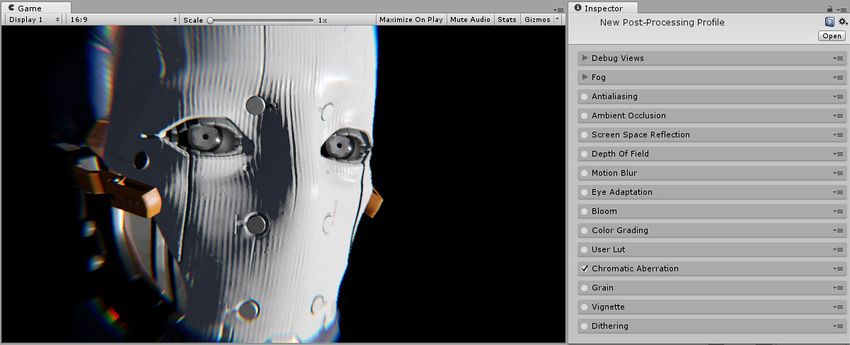 Game
Display 1 16:9 Scale 1x Maximize On Play Mute Audio Stats Gizmos
Inspector
New Post-Processing Profile
Open
Debug Views
Fog
Antialiasing
Ambient Occlusion
Screen Space Reflection
Depth Of Field
Motion Blur
Eye Adaptation
Bloom
Color Grading
User Lut
Chromatic Aberration
Grain
Vignette
Dithering